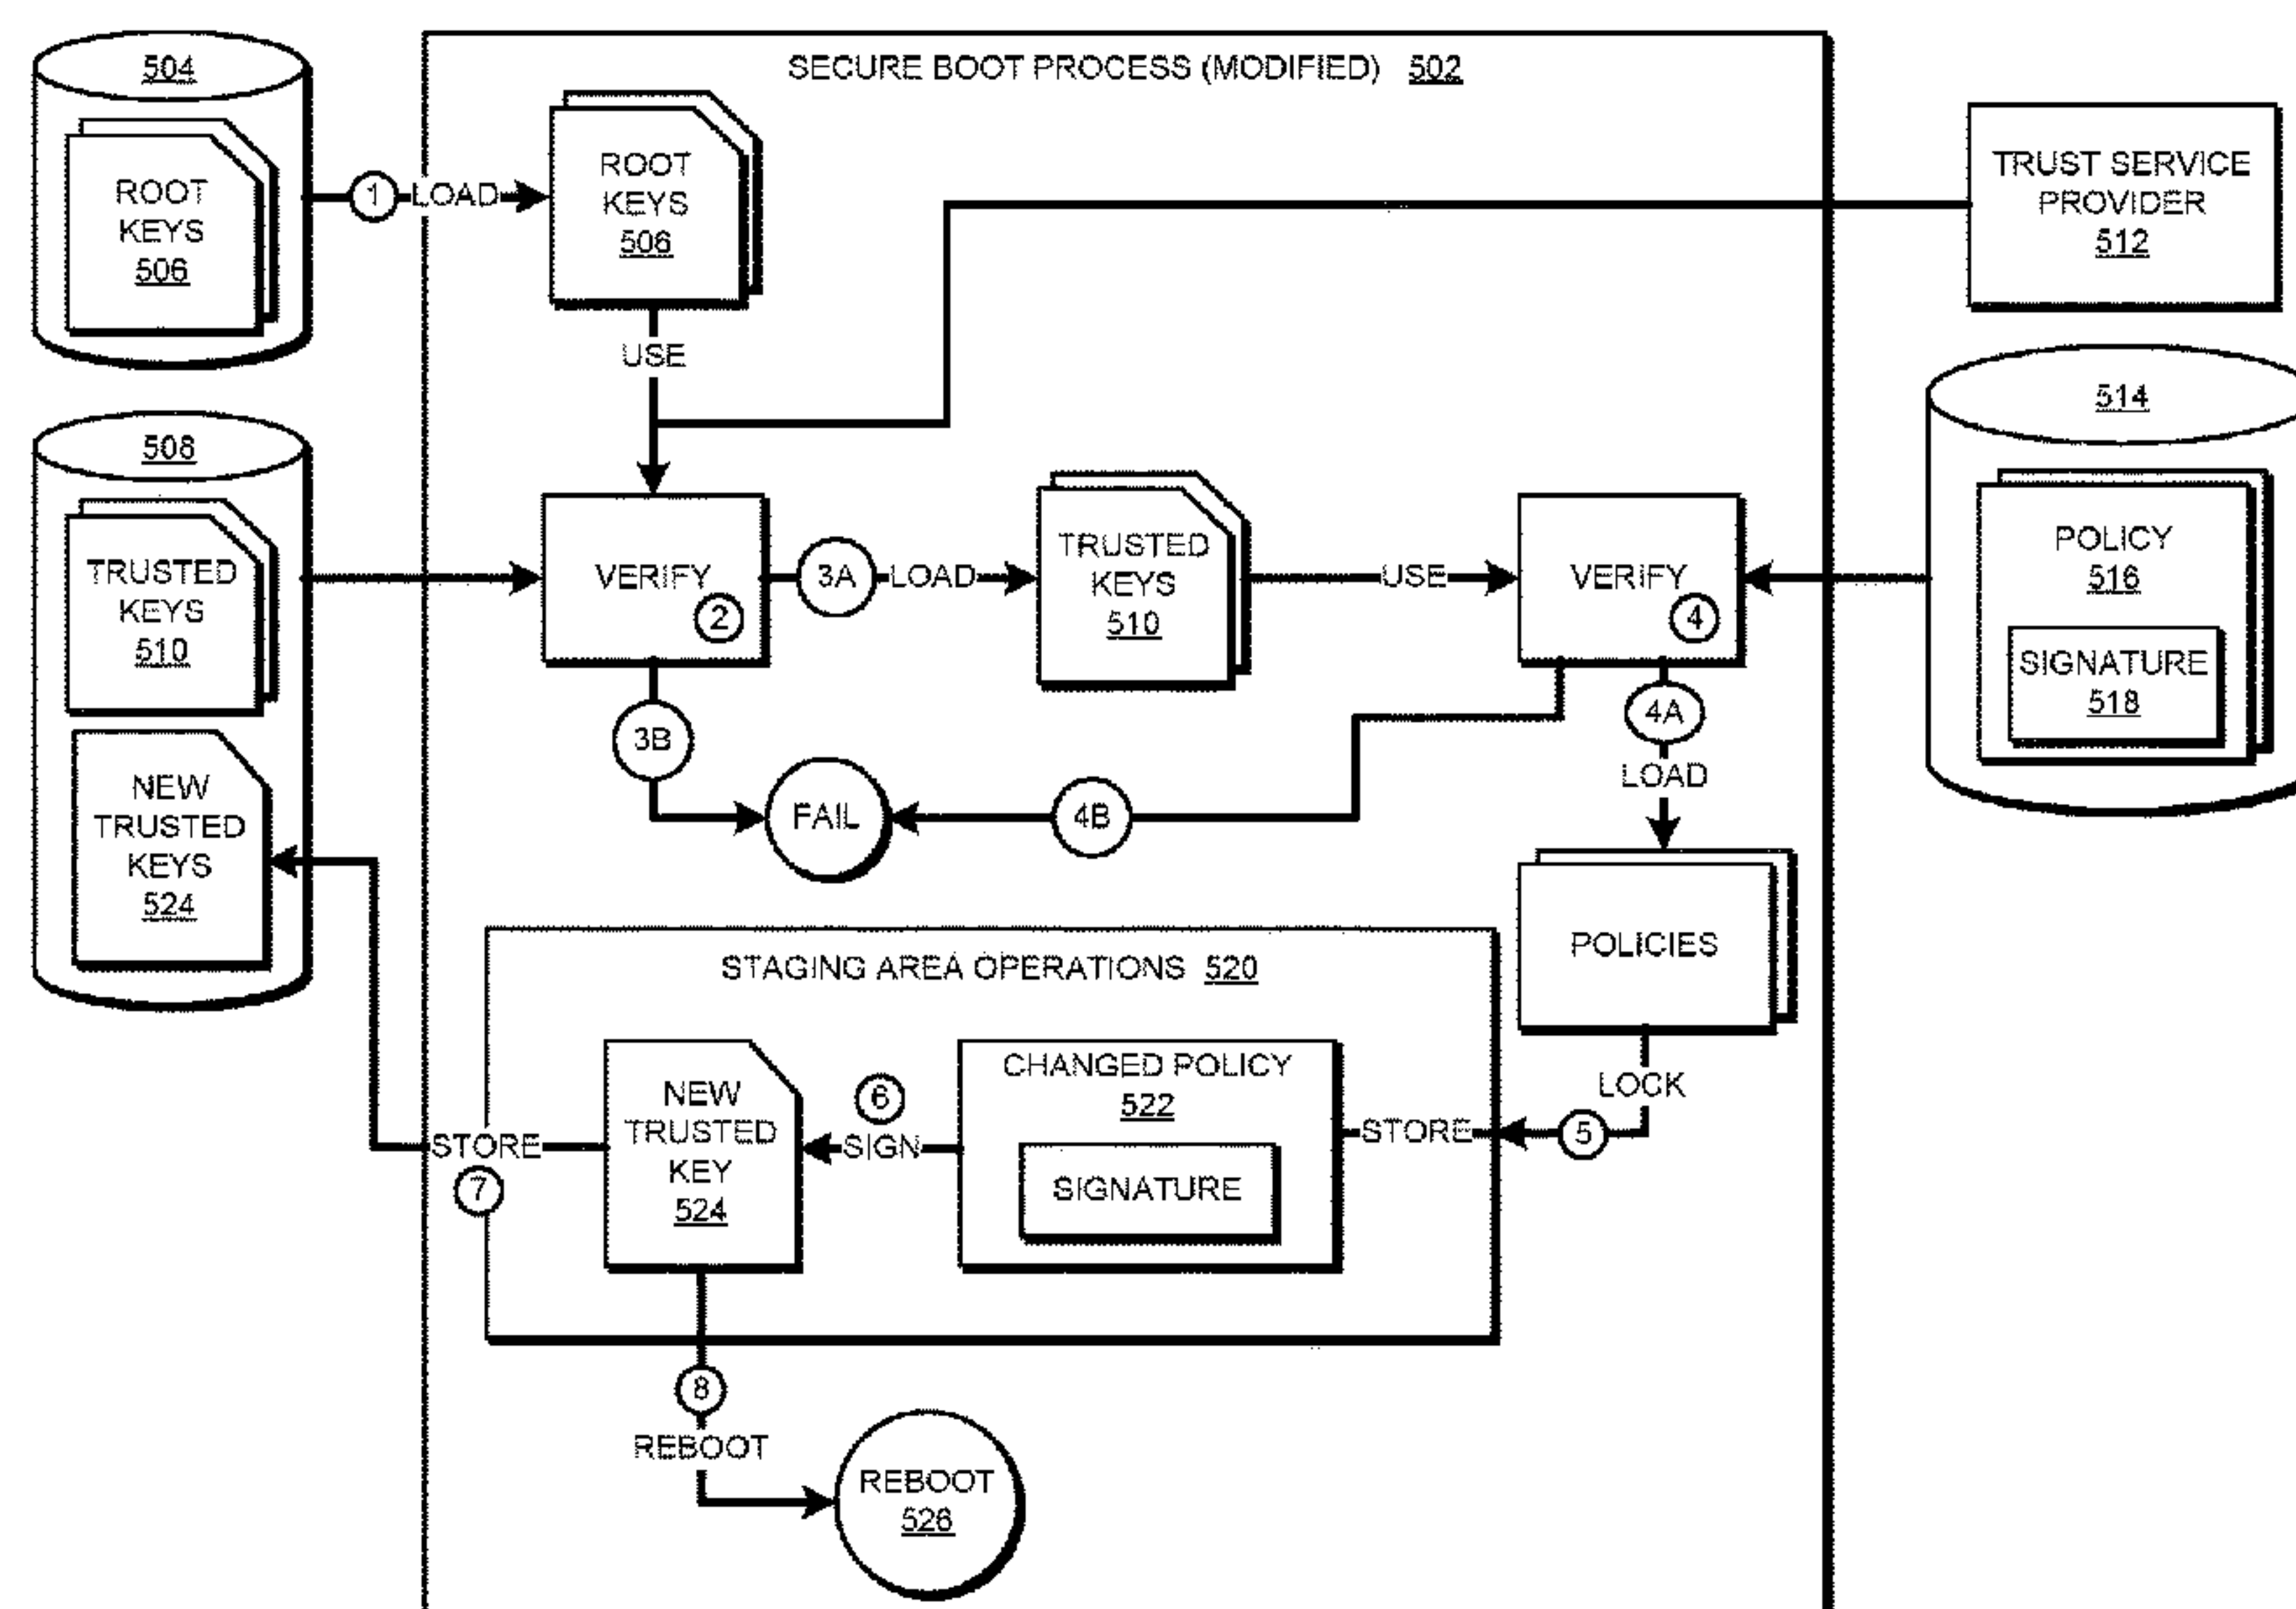 SECURE BOOT PROCESS (MODIFIED) 502
504
ROOT
KEYS
506
1
LOAD
ROOT
KEYS
506
USE
TRUST SERVICE
PROVIDER
512
508
TRUSTED
KEYS
510
NEW
TRUSTED
KEYS
524
VERIFY
2
3A
LOAD
TRUSTED
KEYS
510
USE
VERIFY
4
514
POLICY
516
SIGNATURE
518
3B
FAIL
4B
4A
LOAD
POLICIES
LOCK
5
STAGING AREA OPERATIONS 520
CHANGED POLICY
522
SIGNATURE
STORE
6
SIGN
NEW
TRUSTED
KEY
524
STORE
7
8
REBOOT
REBOOT
526